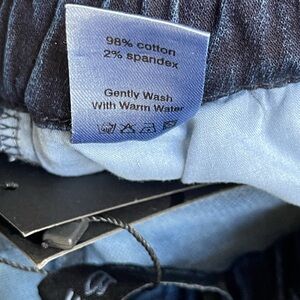 98% cotton
2% spandex
Gently Wash
With Warm Water